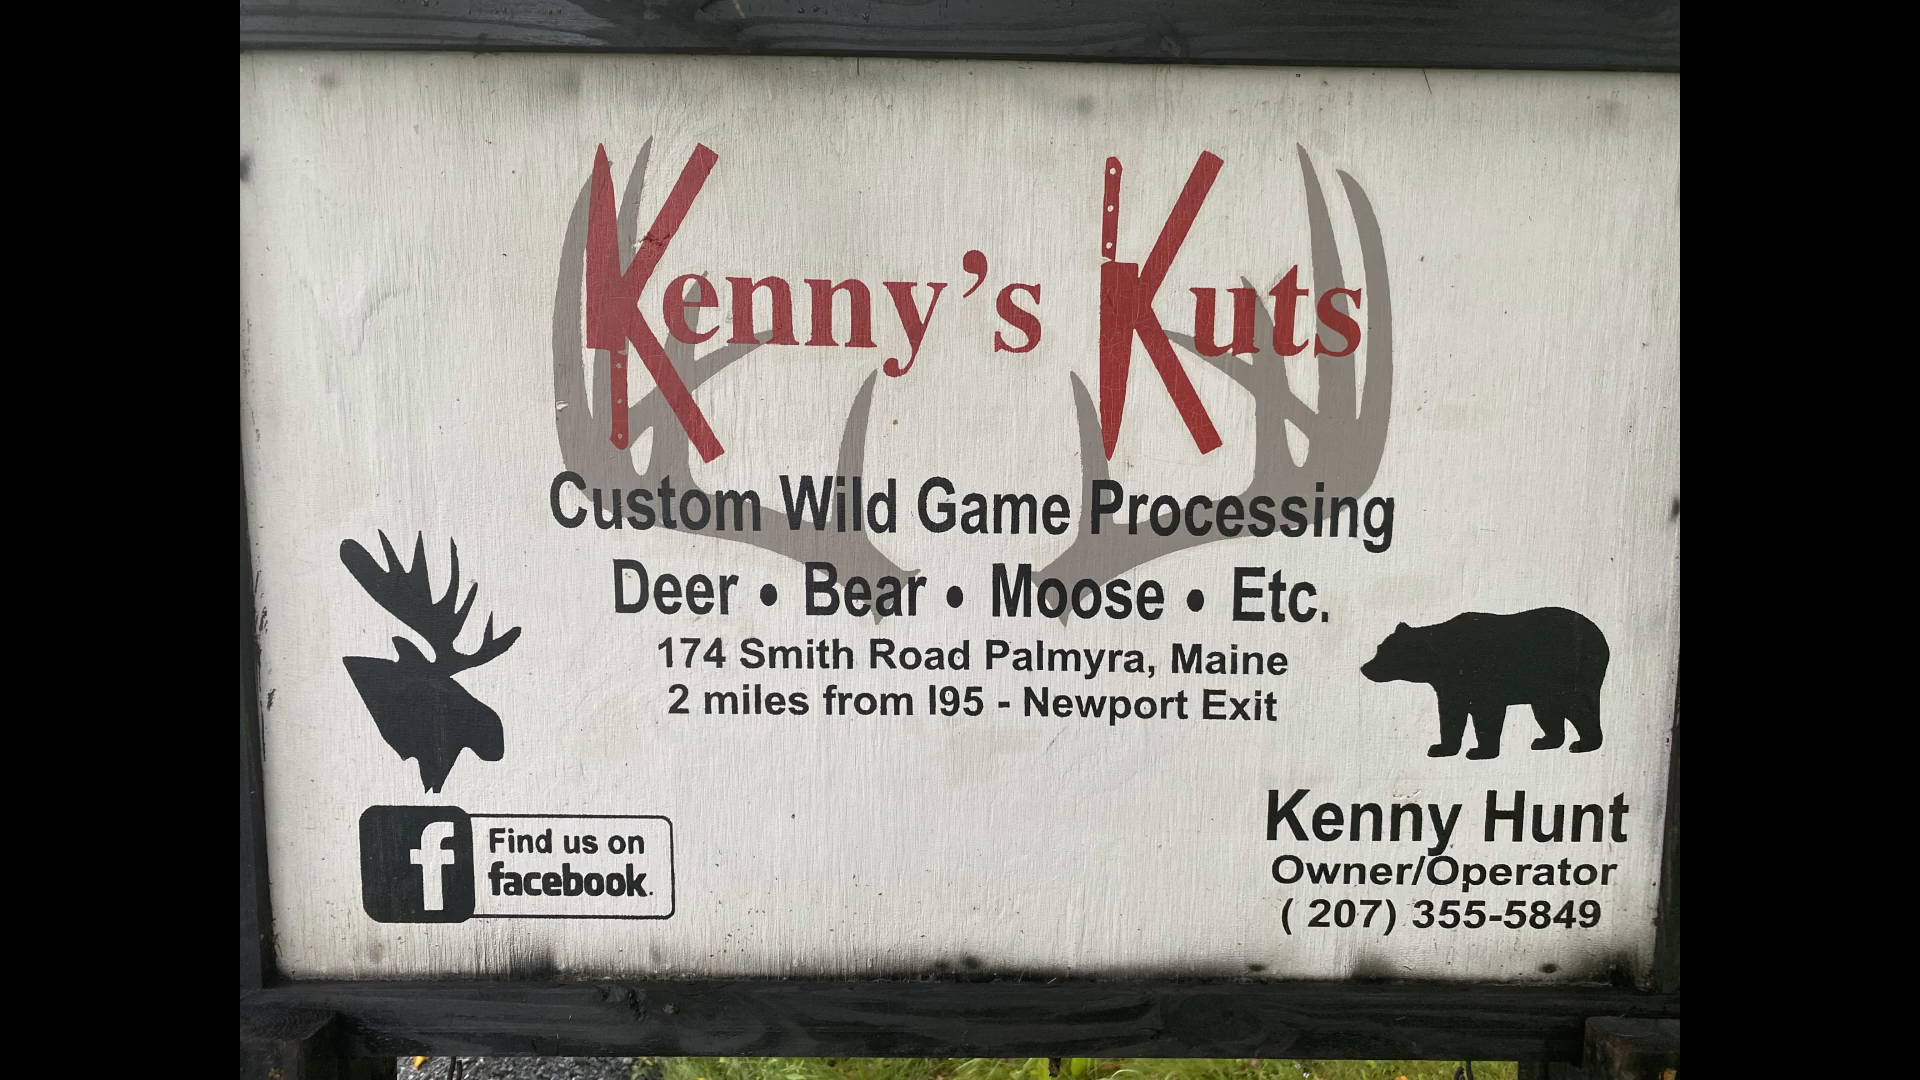 Kenny's Kuts
Custom Wild Game Processing
Deer • Bear • Moose • Etc.
174 Smith Road Palmyra, Maine
2 miles from I95 - Newport Exit
f Find us on
facebook.
Kenny Hunt
Owner/Operator
( 207) 355-5849